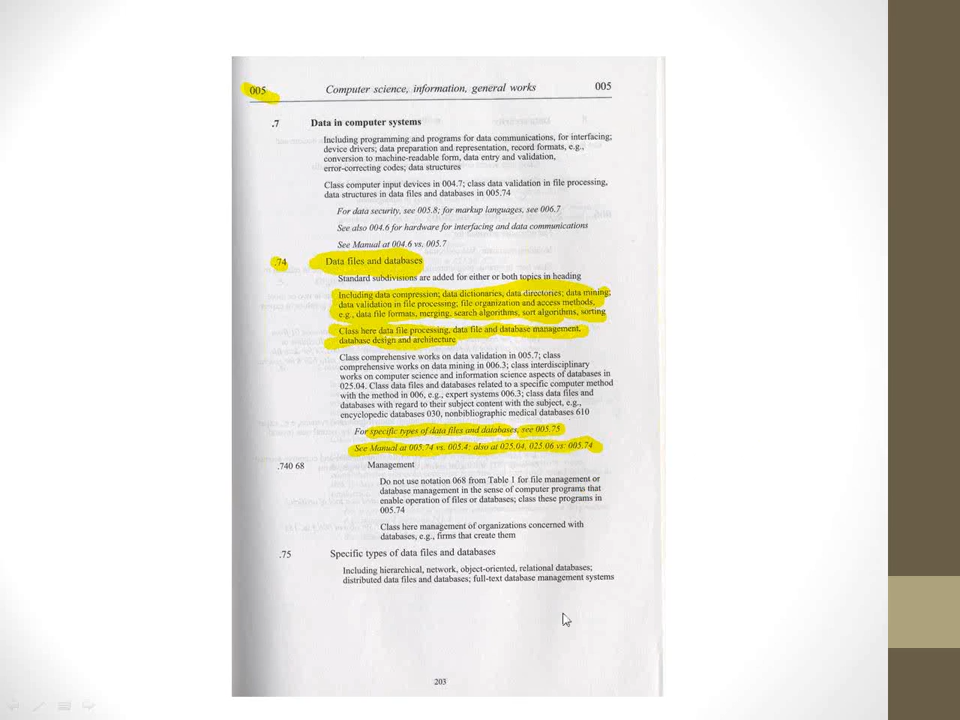 005 Computer science, information, general works 005
.7 Data in computer systems
Including programming and programs for data communications, for interfacing;
device drivers; data preparation and representation, record formats, e.g.,
conversion to machine-readable form, data entry and validation,
error-correcting codes; data structures
Class computer input devices in 004.7; class data validation in file processing,
data structures in data files and databases in 005.74
For data security, see 005.8; for markup languages, see 006.7
See also 004.6 for hardware for interfacing and data communications
See Manual at 004.6 vs. 005.7
.74 Data files and databases
Standard subdivisions are added for either or both topics in heading
Including data compression; data dictionaries, data directories; data mining;
data validation in file processing; file organization and access methods,
e.g., data file formats, merging, search algorithms, sort algorithms, sorting
Class here data file processing, data file and database management,
database design and architecture
Class comprehensive works on data validation in 005.7; class
comprehensive works on data mining in 006.3; class interdisciplinary
works on computer science and information science aspects of databases in
025.04. Class data files and databases related to a specific computer method
with the method in 006, e.g., expert systems 006.3; class data files and
databases with regard to their subject content with the subject, e.g.,
encyclopedic databases 030, nonbibliographic medical databases 610
For specific types of data files and databases, see 005.75
See Manual at 005.74 vs. 005.4; also at 025.04, 025.06 vs. 005.74
.740 68 Management
Do not use notation 068 from Table 1 for file management or
database management in the sense of computer programs that
enable operation of files or databases; class these programs in
005.74
Class here management of organizations concerned with
databases, e.g., firms that create them
.75 Specific types of data files and databases
Including hierarchical, network, object-oriented, relational databases;
distributed data files and databases; full-text database management systems
203